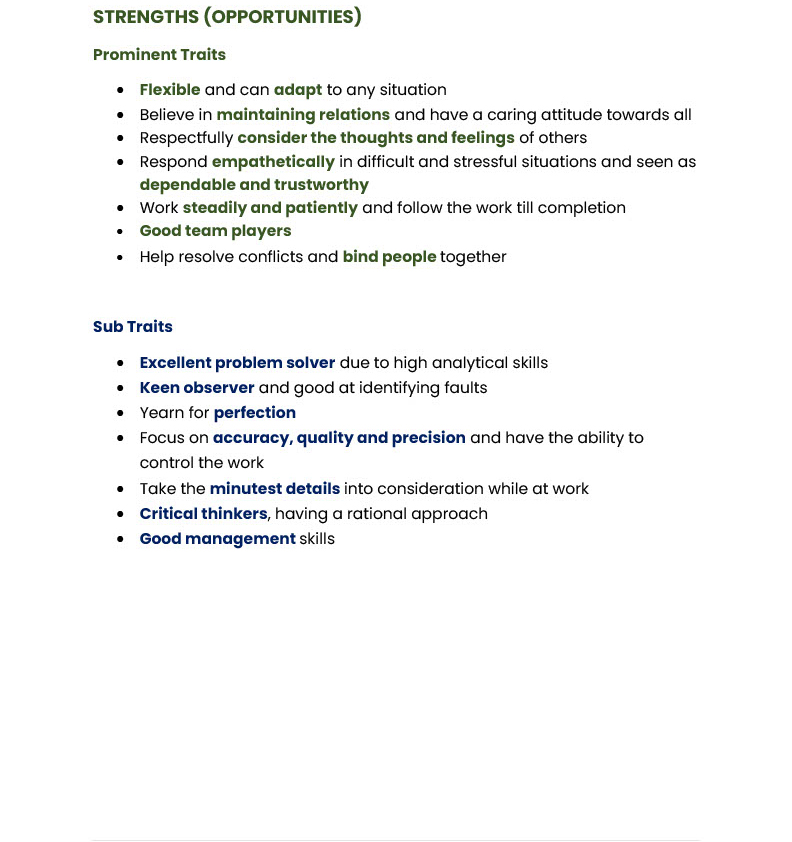 STRENGTHS (OPPORTUNITIES)
Prominent Traits
• Flexible and can adapt to any situation
• Believe in maintaining relations and have a caring attitude towards all
• Respectfully consider the thoughts and feelings of others
• Respond empathetically in difficult and stressful situations and seen as
dependable and trustworthy
• Work steadily and patiently and follow the work till completion
• Good team players
• Help resolve conflicts and bind people together
Sub Traits
• Excellent problem solver due to high analytical skills
• Keen observer and good at identifying faults
• Yearn for perfection
• Focus on accuracy, quality and precision and have the ability to
control the work
• Take the minutest details into consideration while at work
• Critical thinkers, having a rational approach
• Good management skills